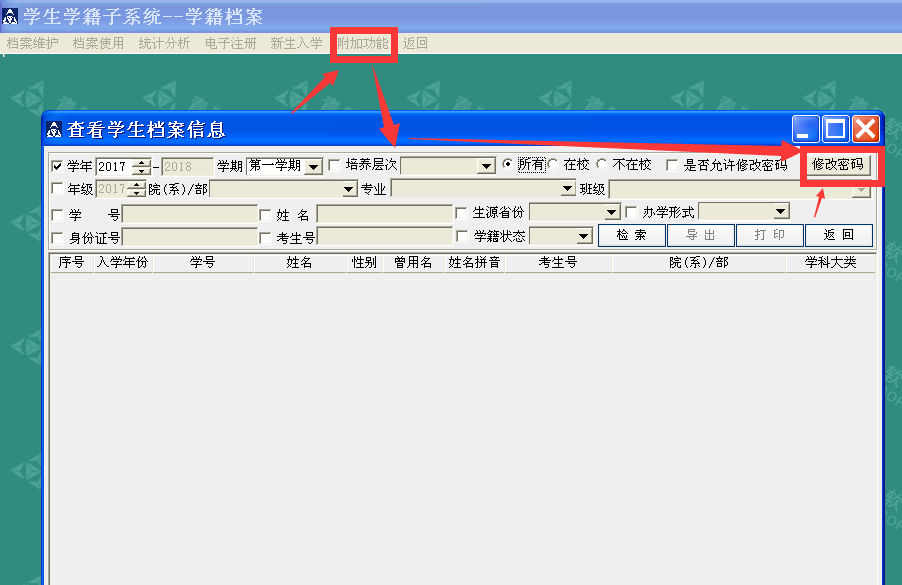 学生学籍子系统--学籍档案
档案维护 档案使用 统计分析 电子注册 新生入学 附加功能 返回
查看学生档案信息
学年 2017 - 2018 学期 第一学期 培养层次 所有 在校 不在校 是否允许修改密码 修改密码
年级 2017 院(系)/部 专业 班级
学 号 姓 名 生源省份 办学形式
身份证号 考生号 学籍状态 检 索 导 出 打 印 返 回
序号 入学年份 学号 姓名 性别 曾用名 姓名拼音 考生号 院(系)/部 学科大类